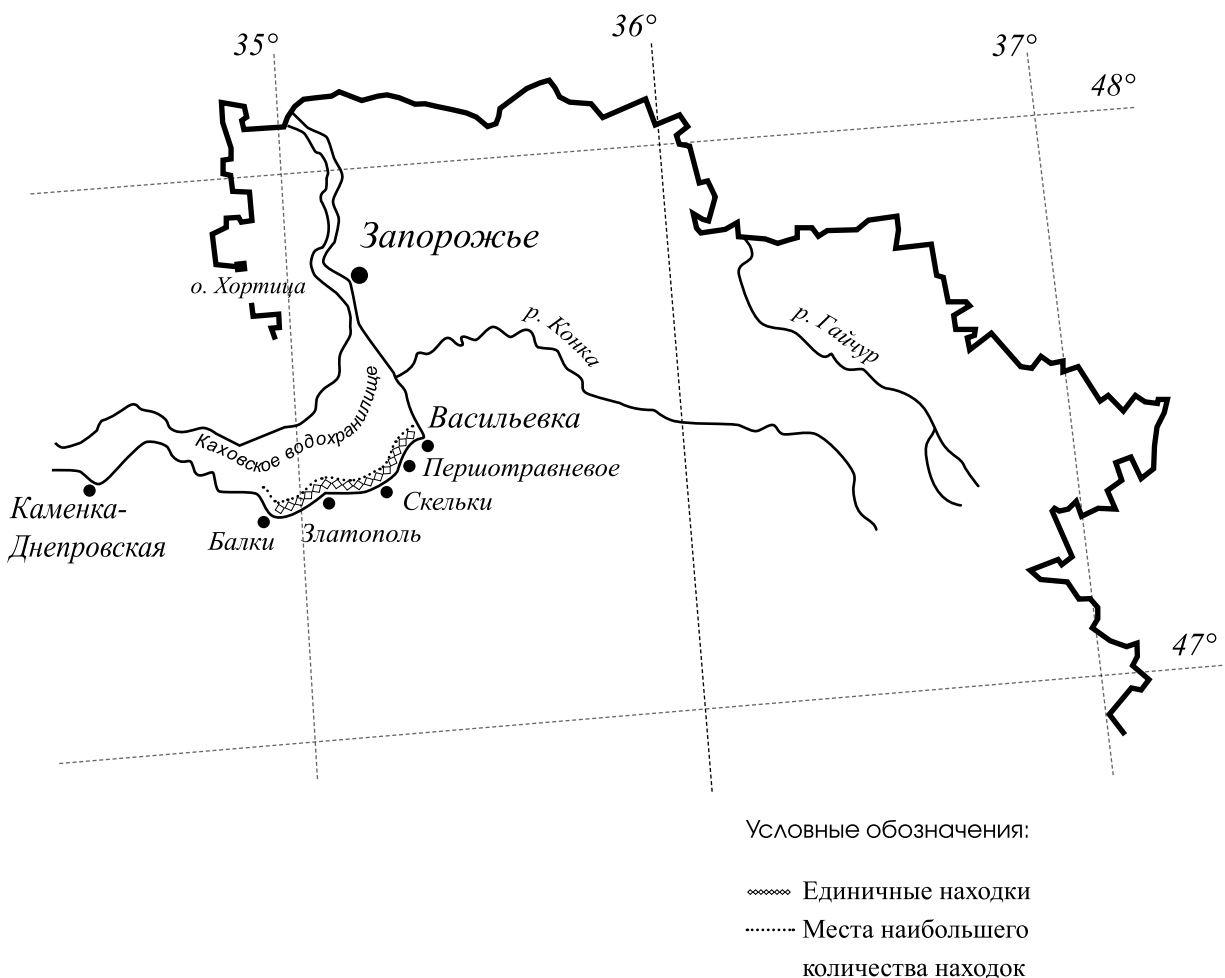 35°
36°
37°
48°
Запорожье
о. Хортица
р. Конка
р. Гайчур
Каховское водохранилище
Васильевка
Першотравневое
Скельки
Каменка-
Днепровская
Балки
Златополь
47°
Условные обозначения:
Единичные находки
Места наибольшего
количества находок